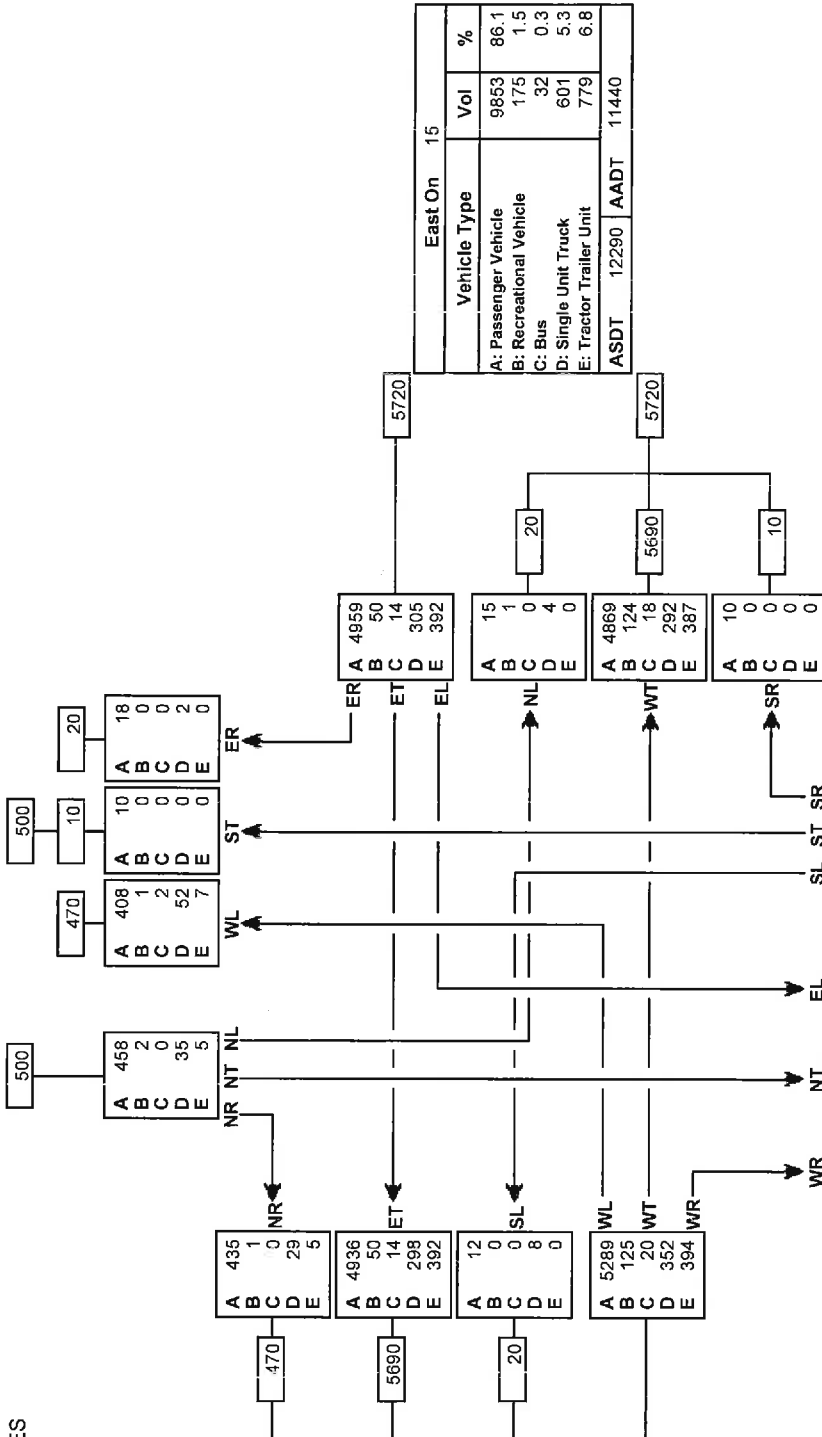 ES
500
500
470
10
20
A 458
B 2
C 0
D 35
E 5
A 408
B 1
C 2
D 52
E 7
A 10
B 0
C 0
D 0
E 0
A 18
B 0
C 0
D 2
E 0
NR NT NL
WL
ST
ER
470
A 435
B 1
C 0
D 29
E 5
NR
5690
A 4936
B 50
C 14
D 298
E 392
ET
20
A 12
B 0
C 0
D 8
E 0
SL
A 5289
B 125
C 20
D 352
E 394
WL
WT
WR
ER
ET
EL
A 4959
B 50
C 14
D 305
E 392
5720
NL
A 15
B 1
C 0
D 4
E 0
20
WT
A 4869
B 124
C 18
D 292
E 387
5690
SR
A 10
B 0
C 0
D 0
E 0
10
5720
East On 15
Vehicle Type Vol %
A: Passenger Vehicle 9853 86.1
B: Recreational Vehicle 175 1.5
C: Bus 32 0.3
D: Single Unit Truck 601 5.3
E: Tractor Trailer Unit 779 6.8
ASDT 12290 AADT 11440
WR NT EL SL ST SR